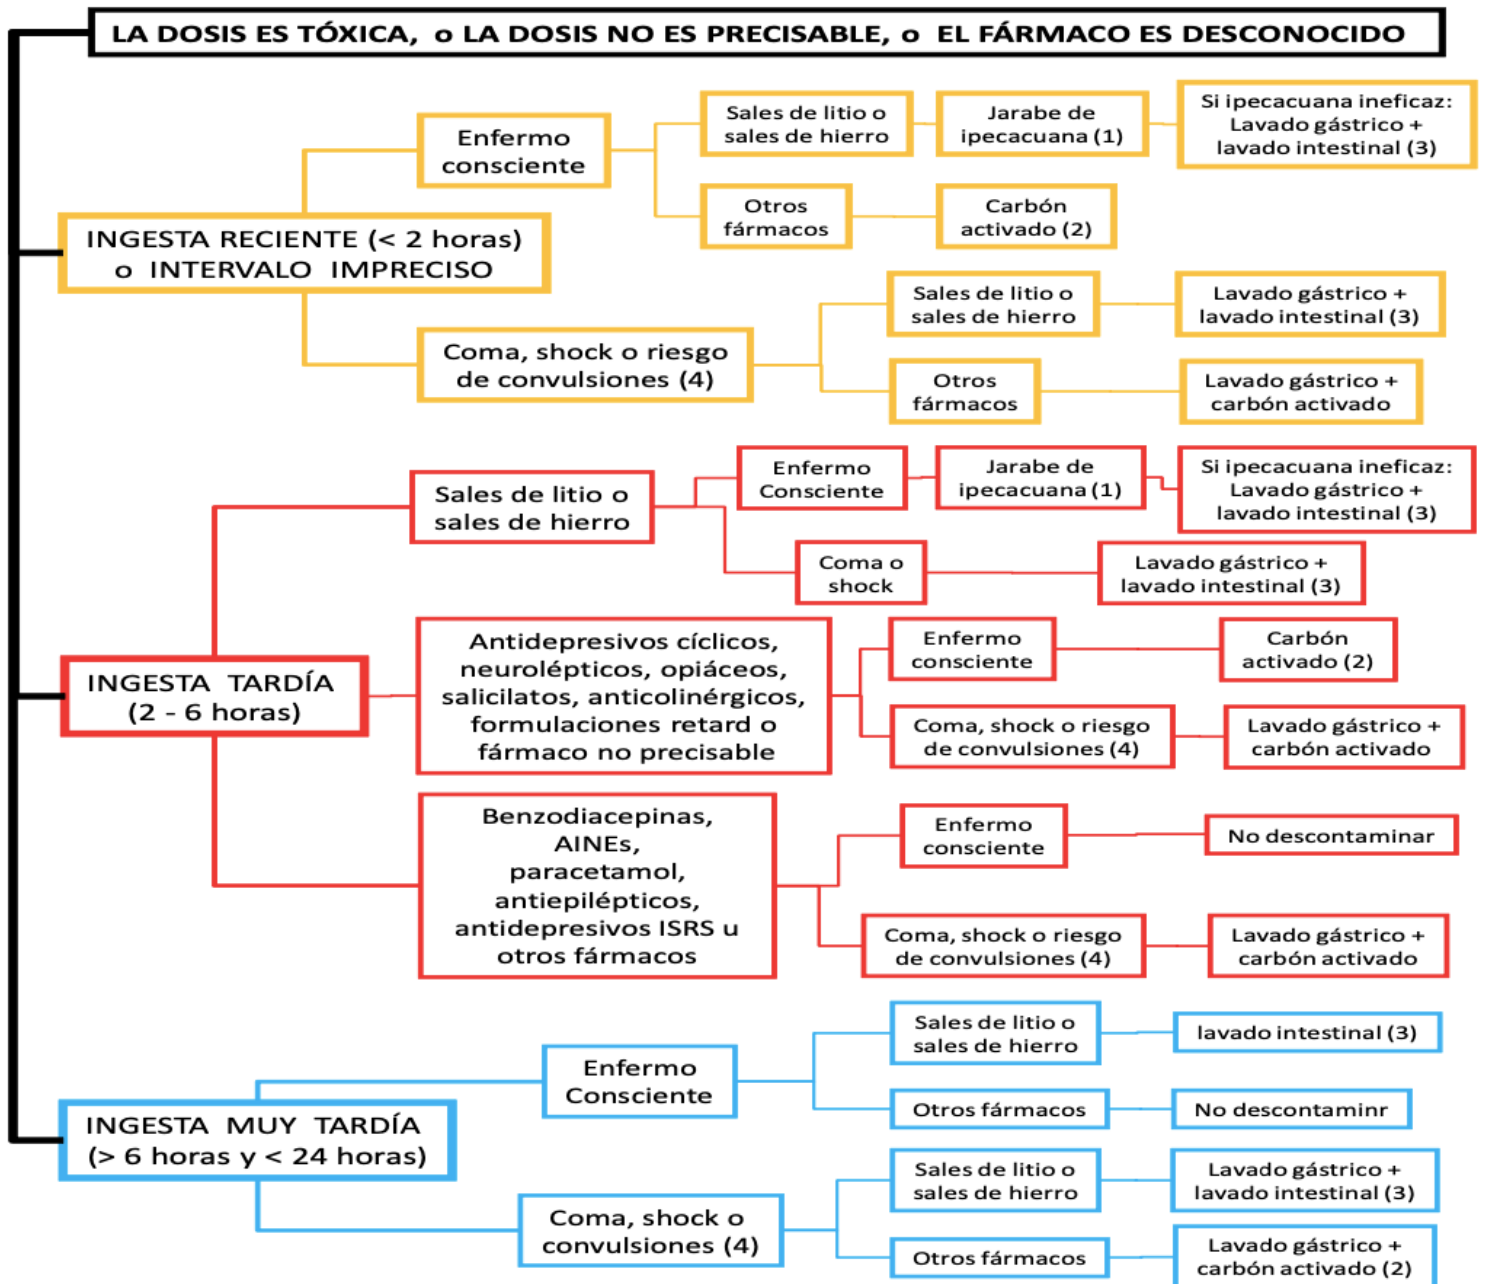 LA DOSIS ES TÓXICA, o LA DOSIS NO ES PRECISABLE, o EL FÁRMACO ES DESCONOCIDO
INGESTA RECIENTE (< 2 horas)
o INTERVALO IMPRECISO
Enfermo
consciente
Sales de litio o
sales de hierro
Jarabe de
ipecacuana (1)
Si ipecacuana ineficaz:
Lavado gástrico +
lavado intestinal (3)
Otros
fármacos
Carbón
activado (2)
Coma, shock o riesgo
de convulsiones (4)
Sales de litio o
sales de hierro
Lavado gástrico +
lavado intestinal (3)
Otros
fármacos
Lavado gástrico +
carbón activado
INGESTA TARDÍA
(2 - 6 horas)
Sales de litio o
sales de hierro
Enfermo
Consciente
Jarabe de
ipecacuana (1)
Si ipecacuana ineficaz:
Lavado gástrico +
lavado intestinal (3)
Coma o
shock
Lavado gástrico +
lavado intestinal (3)
Antidepresivos cíclicos,
neurolépticos, opiáceos,
salicilatos, anticolinérgicos,
formulaciones retard o
fármaco no precisable
Enfermo
consciente
Carbón
activado (2)
Coma, shock o riesgo
de convulsiones (4)
Lavado gástrico +
carbón activado
Benzodiacepinas,
AINEs,
paracetamol,
antiepilépticos,
antidepresivos ISRS u
otros fármacos
Enfermo
consciente
No descontaminar
Coma, shock o riesgo
de convulsiones (4)
Lavado gástrico +
carbón activado
INGESTA MUY TARDÍA
(> 6 horas y < 24 horas)
Enfermo
Consciente
Sales de litio o
sales de hierro
lavado intestinal (3)
Otros fármacos
No descontaminr
Coma, shock o
convulsiones (4)
Sales de litio o
sales de hierro
Lavado gástrico +
lavado intestinal (3)
Otros fármacos
Lavado gástrico +
carbón activado (2)